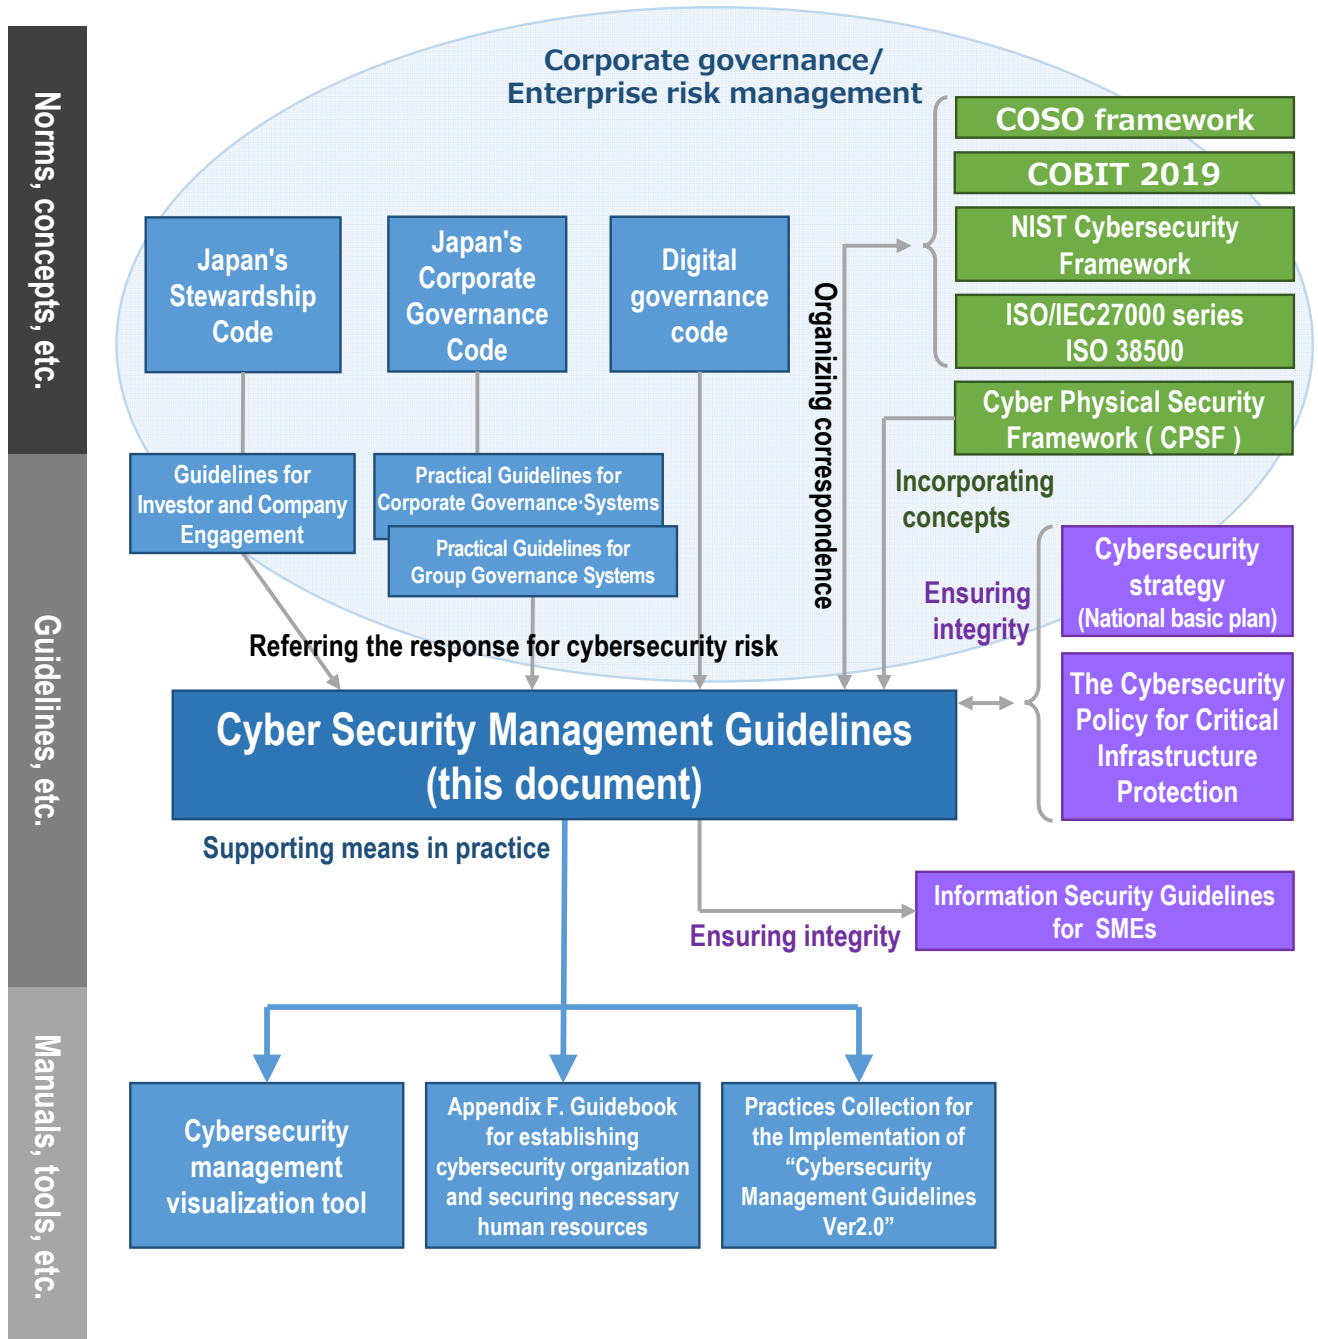 Norms, concepts, etc.
Guidelines, etc.
Manuals, tools, etc.
Corporate governance/
Enterprise risk management
COSO framework
COBIT 2019
NIST Cybersecurity
Framework
ISO/IEC27000 series
ISO 38500
Cyber Physical Security
Framework ( CPSF )
Japan's
Stewardship
Code
Japan's
Corporate
Governance
Code
Digital
governance
code
Organizing correspondence
Incorporating
concepts
Guidelines for
Investor and Company
Engagement
Practical Guidelines for
Corporate Governance·Systems
Practical Guidelines for
Group Governance Systems
Ensuring
integrity
Cybersecurity
strategy
(National basic plan)
The Cybersecurity
Policy for Critical
Infrastructure
Protection
Referring the response for cybersecurity risk
Cyber Security Management Guidelines
(this document)
Supporting means in practice
Ensuring integrity
Information Security Guidelines
for SMEs
Cybersecurity
management
visualization tool
Appendix F. Guidebook
for establishing
cybersecurity organization
and securing necessary
human resources
Practices Collection for
the Implementation of
“Cybersecurity
Management Guidelines
Ver2.0”